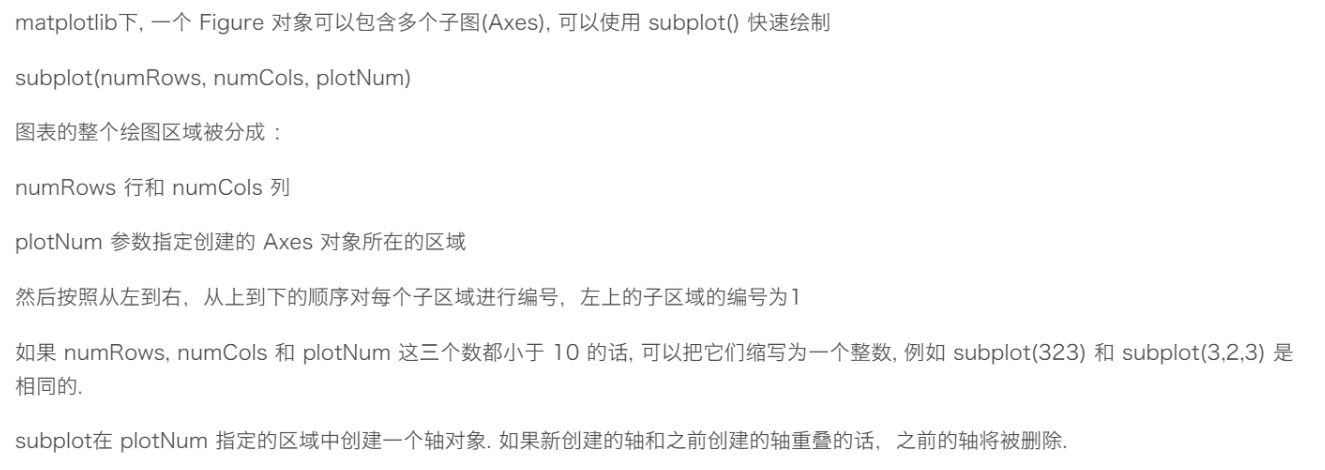 matplotlib下, 一个 Figure 对象可以包含多个子图(Axes), 可以使用 subplot() 快速绘制
subplot(numRows, numCols, plotNum)
图表的整个绘图区域被分成：
numRows 行和 numCols 列
plotNum 参数指定创建的 Axes 对象所在的区域
然后按照从左到右，从上到下的顺序对每个子区域进行编号，左上的子区域的编号为1
如果 numRows, numCols 和 plotNum 这三个数都小于 10 的话, 可以把它们缩写为一个整数, 例如 subplot(323) 和 subplot(3,2,3) 是
相同的.
subplot在 plotNum 指定的区域中创建一个轴对象. 如果新创建的轴和之前创建的轴重叠的话，之前的轴将被删除.